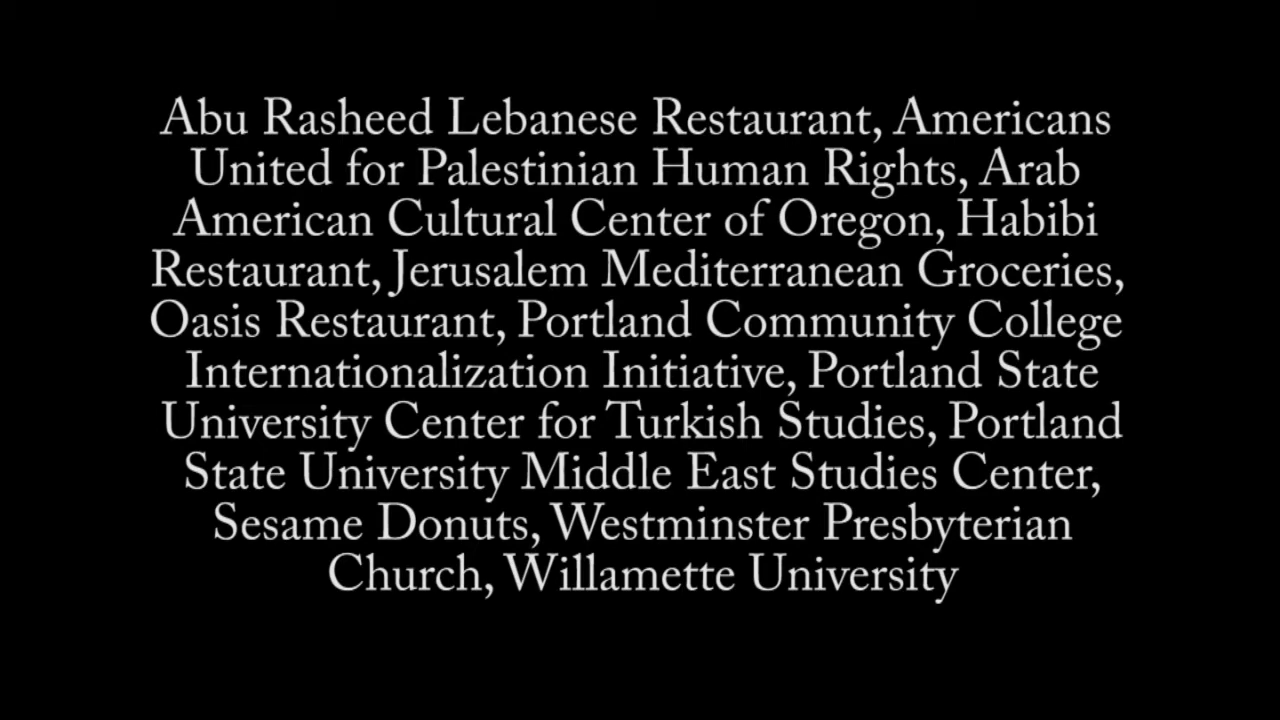 Abu Rasheed Lebanese Restaurant, Americans
United for Palestinian Human Rights, Arab
American Cultural Center of Oregon, Habibi
Restaurant, Jerusalem Mediterranean Groceries,
Oasis Restaurant, Portland Community College
Internationalization Initiative, Portland State
University Center for Turkish Studies, Portland
State University Middle East Studies Center,
Sesame Donuts, Westminster Presbyterian
Church, Willamette University